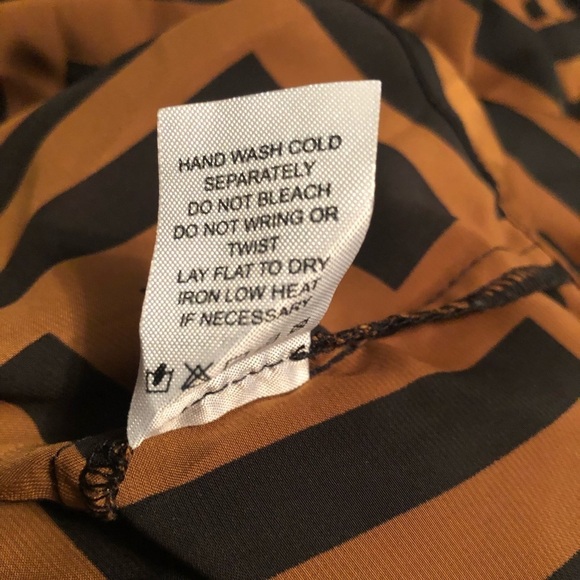 HAND WASH COLD
SEPARATELY
DO NOT BLEACH
DO NOT WRING OR
TWIST
LAY FLAT TO DRY
IRON LOW HEAT
IF NECESSARY